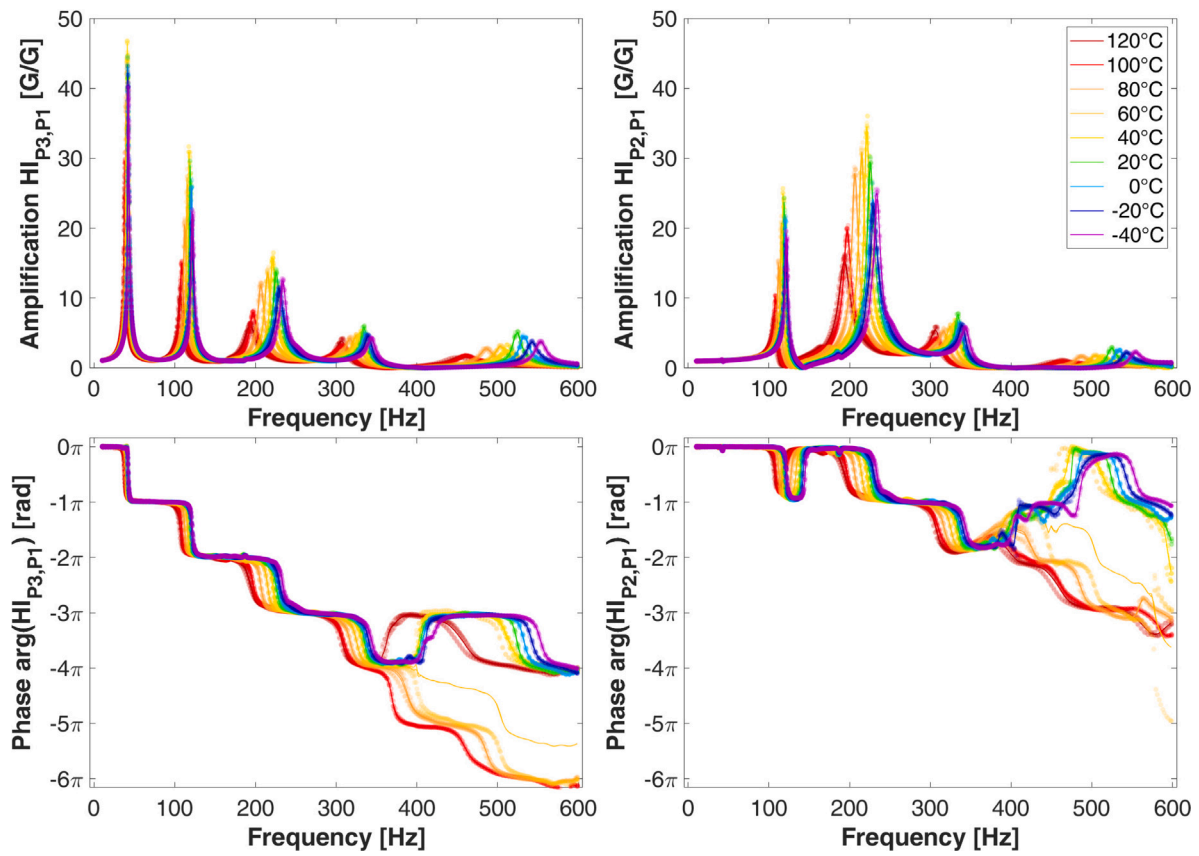 Amplification HI_P3,P1 [G/G]
50
40
30
20
10
0
0 100 200 300 400 500 600
Frequency [Hz]
Amplification HI_P2,P1 [G/G]
50
40
30
20
10
0
120°C
100°C
80°C
60°C
40°C
20°C
0°C
-20°C
-40°C
0 100 200 300 400 500 600
Frequency [Hz]
Phase arg(HI_P3,P1) [rad]
0π
-1π
-2π
-3π
-4π
-5π
-6π
0 100 200 300 400 500 600
Frequency [Hz]
Phase arg(HI_P2,P1) [rad]
0π
-1π
-2π
-3π
-4π
-5π
-6π
0 100 200 300 400 500 600
Frequency [Hz]